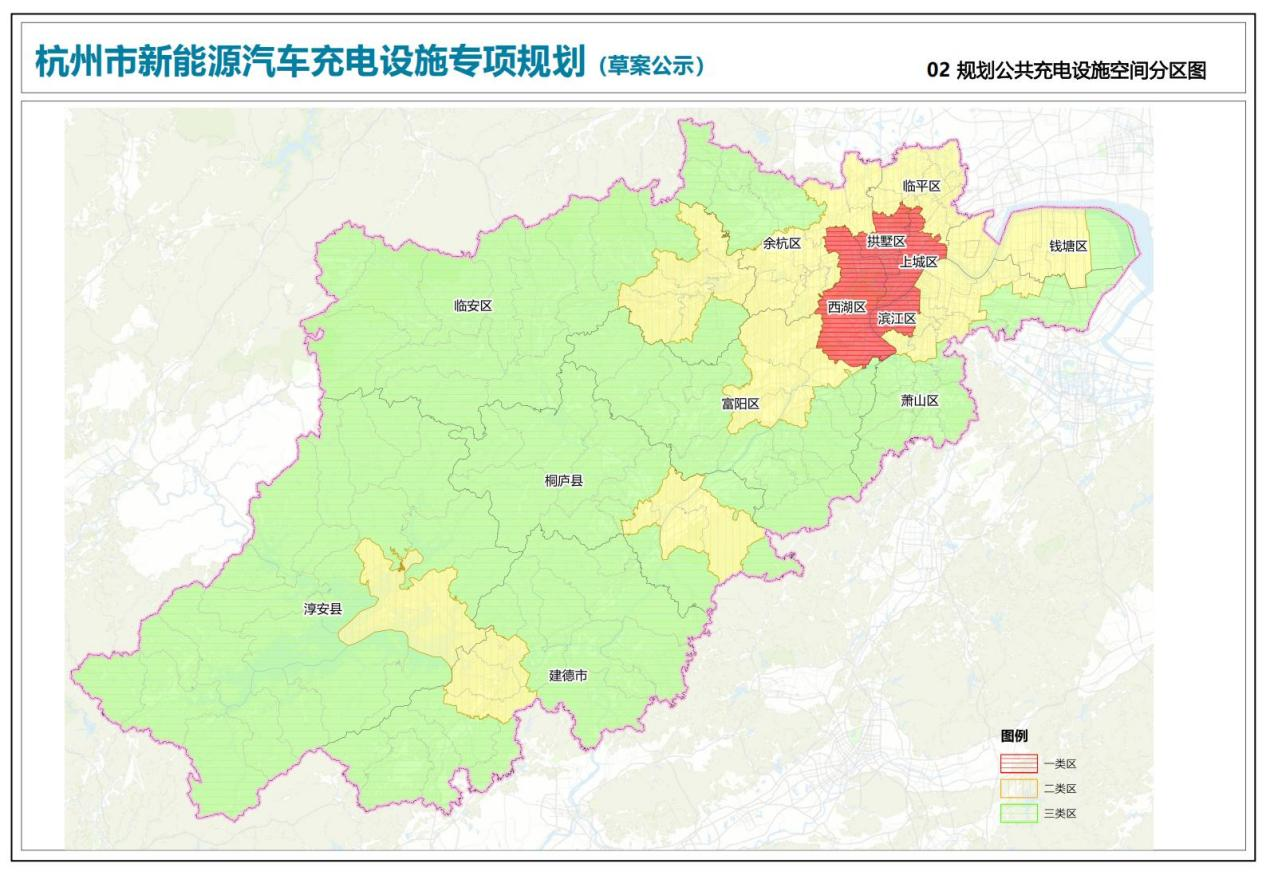 杭州市新能源汽车充电设施专项规划（草案公示）
02 规划公共充电设施空间分区图
临平区
余杭区
拱墅区
钱塘区
上城区
临安区
西湖区
滨江区
富阳区
萧山区
桐庐县
淳安县
建德市
图例
一类区
二类区
三类区